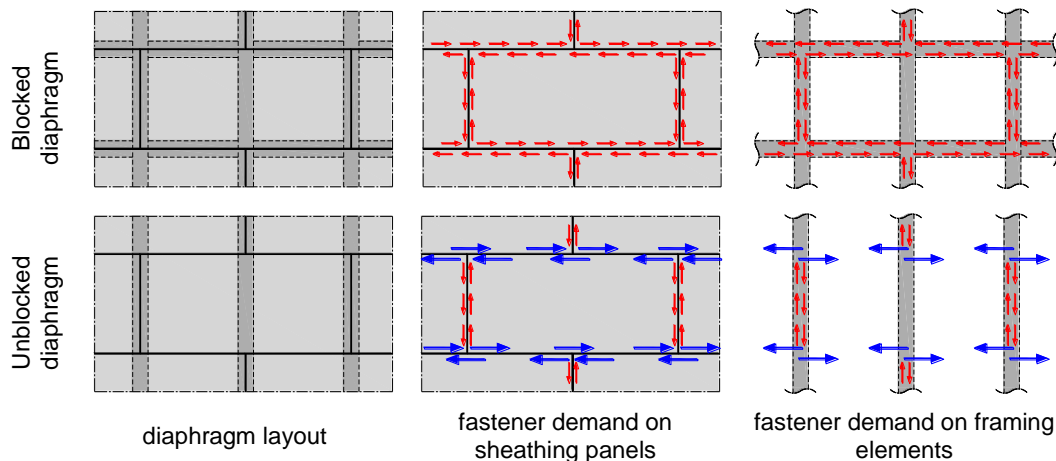 Blocked
diaphragm
Unblocked
diaphragm
diaphragm layout
fastener demand on
sheathing panels
fastener demand on framing
elements